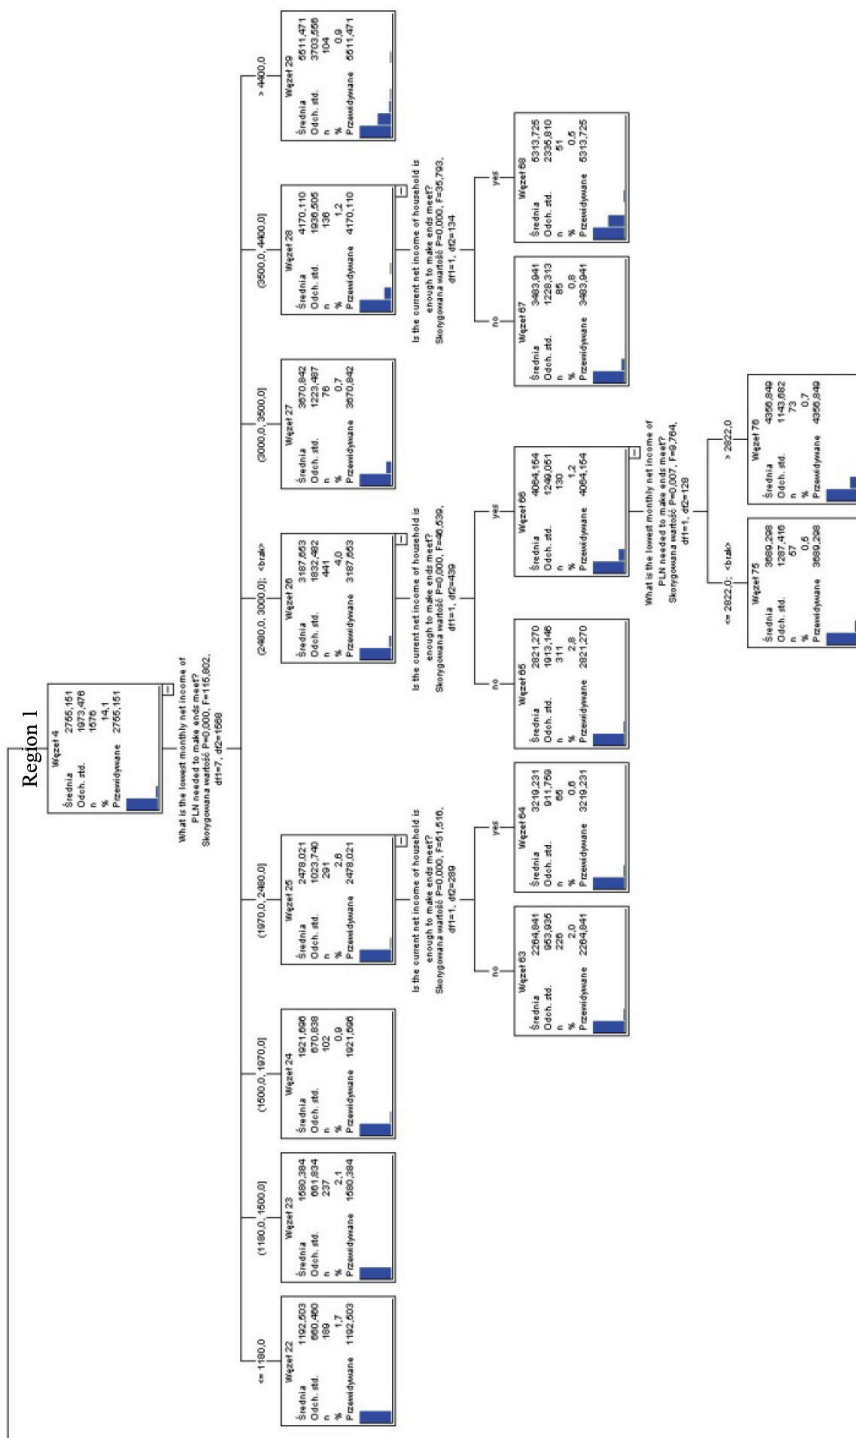 Region 1
Węzeł 4
Średnia 2755,151
Odch. std. 1973,476
n 1576
% 14,1
Przewidywane 2755,151
What is the lowest monthly net income of
PLN needed to make ends meet?
Skorygowana wartość P=0,000, F=115,802,
df1=7, df2=1568
<= 1180,0
Węzeł 22
Średnia 1192,503
Odch. std. 660,460
n 189
% 1,7
Przewidywane 1192,503
(1180,0, 1500,0]
Węzeł 23
Średnia 1580,384
Odch. std. 661,834
n 237
% 2,1
Przewidywane 1580,384
(1500,0, 1970,0]
Węzeł 24
Średnia 1921,696
Odch. std. 670,838
n 102
% 0,9
Przewidywane 1921,696
(1970,0, 2480,0]
Węzeł 25
Średnia 2478,021
Odch. std. 1023,740
n 291
% 2,6
Przewidywane 2478,021
(2480,0, 3000,0]; <brak>
Węzeł 26
Średnia 3187,653
Odch. std. 1832,482
n 441
% 4,0
Przewidywane 3187,653
(3000,0, 3500,0]
Węzeł 27
Średnia 3670,842
Odch. std. 1223,487
n 76
% 0,7
Przewidywane 3670,842
(3500,0, 4400,0]
Węzeł 28
Średnia 4170,110
Odch. std. 1936,505
n 136
% 1,2
Przewidywane 4170,110
> 4400,0
Węzeł 29
Średnia 5511,471
Odch. std. 3703,556
n 104
% 0,9
Przewidywane 5511,471
Is the current net income of household is
enough to make ends meet?
Skorygowana wartość P=0,000, F=51,516,
df1=1, df2=289
Is the current net income of household is
enough to make ends meet?
Skorygowana wartość P=0,000, F=46,539,
df1=1, df2=439
Is the current net income of household is
enough to make ends meet?
Skorygowana wartość P=0,000, F=35,793,
df1=1, df2=134
no
Węzeł 63
Średnia 2264,841
Odch. std. 953,935
n 226
% 2,0
Przewidywane 2264,841
yes
Węzeł 64
Średnia 3219,231
Odch. std. 911,759
n 65
% 0,6
Przewidywane 3219,231
no
Węzeł 65
Średnia 2821,270
Odch. std. 1913,146
n 311
% 2,8
Przewidywane 2821,270
yes
Węzeł 66
Średnia 4064,154
Odch. std. 1249,051
n 130
% 1,2
Przewidywane 4064,154
no
Węzeł 67
Średnia 3483,941
Odch. std. 1228,313
n 85
% 0,8
Przewidywane 3483,941
yes
Węzeł 68
Średnia 5313,725
Odch. std. 2335,810
n 51
% 0,5
Przewidywane 5313,725
What is the lowest monthly net income of
PLN needed to make ends meet?
Skorygowana wartość P=0,007, F=9,764,
df1=1, df2=128
<= 2822,0; <brak>
Węzeł 75
Średnia 3689,298
Odch. std. 1287,416
n 57
% 0,5
Przewidywane 3689,298
> 2822,0
Węzeł 76
Średnia 4356,849
Odch. std. 1143,682
n 73
% 0,7
Przewidywane 4356,849